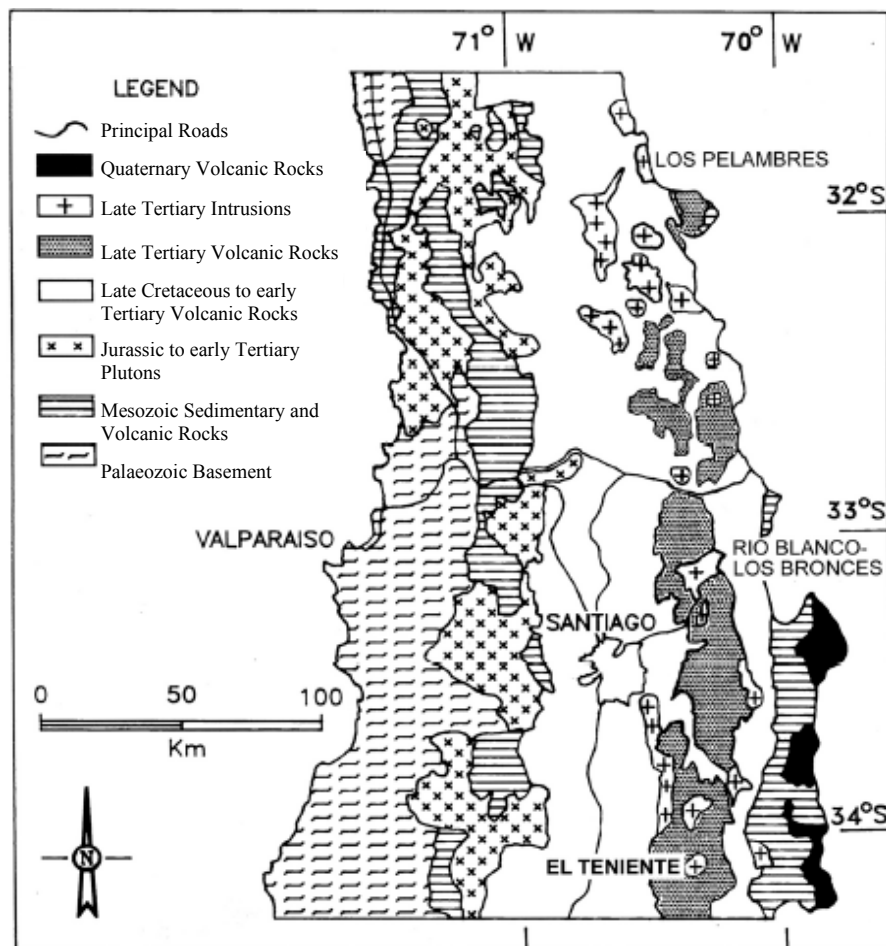 71° W
70° W
LEGEND
Principal Roads
Quaternary Volcanic Rocks
Late Tertiary Intrusions
Late Tertiary Volcanic Rocks
Late Cretaceous to early
Tertiary Volcanic Rocks
Jurassic to early Tertiary
Plutons
Mesozoic Sedimentary and
Volcanic Rocks
Palaeozoic Basement
LOS PELAMBRES
32°S
33°S
VALPARAISO
RIO BLANCO-
LOS BRONCES
SANTIAGO
0 50 100
Km
34°S
N
EL TENIENTE